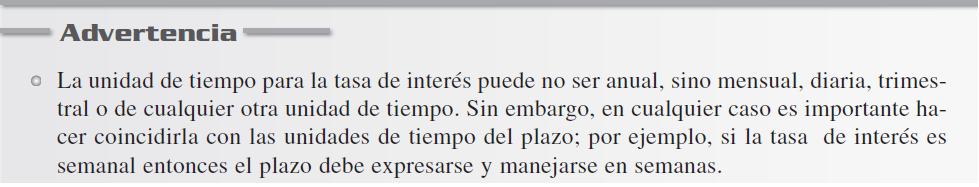 Advertencia
La unidad de tiempo para la tasa de interés puede no ser anual, sino mensual, diaria, trimes-
tral o de cualquier otra unidad de tiempo. Sin embargo, en cualquier caso es importante ha-
cer coincidirla con las unidades de tiempo del plazo; por ejemplo, si la tasa de interés es
semanal entonces el plazo debe expresarse y manejarse en semanas.